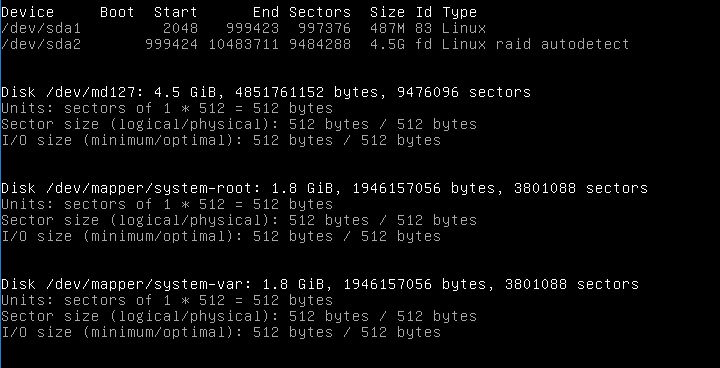 Device     Boot  Start      End Sectors  Size Id Type
/dev/sda1         2048   999423  997376  487M 83 Linux
/dev/sda2       999424 10483711 9484288  4.5G fd Linux raid autodetect
Disk /dev/md127: 4.5 GiB, 4851761152 bytes, 9476096 sectors
Units: sectors of 1 * 512 = 512 bytes
Sector size (logical/physical): 512 bytes / 512 bytes
I/O size (minimum/optimal): 512 bytes / 512 bytes
Disk /dev/mapper/system-root: 1.8 GiB, 1946157056 bytes, 3801088 sectors
Units: sectors of 1 * 512 = 512 bytes
Sector size (logical/physical): 512 bytes / 512 bytes
I/O size (minimum/optimal): 512 bytes / 512 bytes
Disk /dev/mapper/system-var: 1.8 GiB, 1946157056 bytes, 3801088 sectors
Units: sectors of 1 * 512 = 512 bytes
Sector size (logical/physical): 512 bytes / 512 bytes
I/O size (minimum/optimal): 512 bytes / 512 bytes